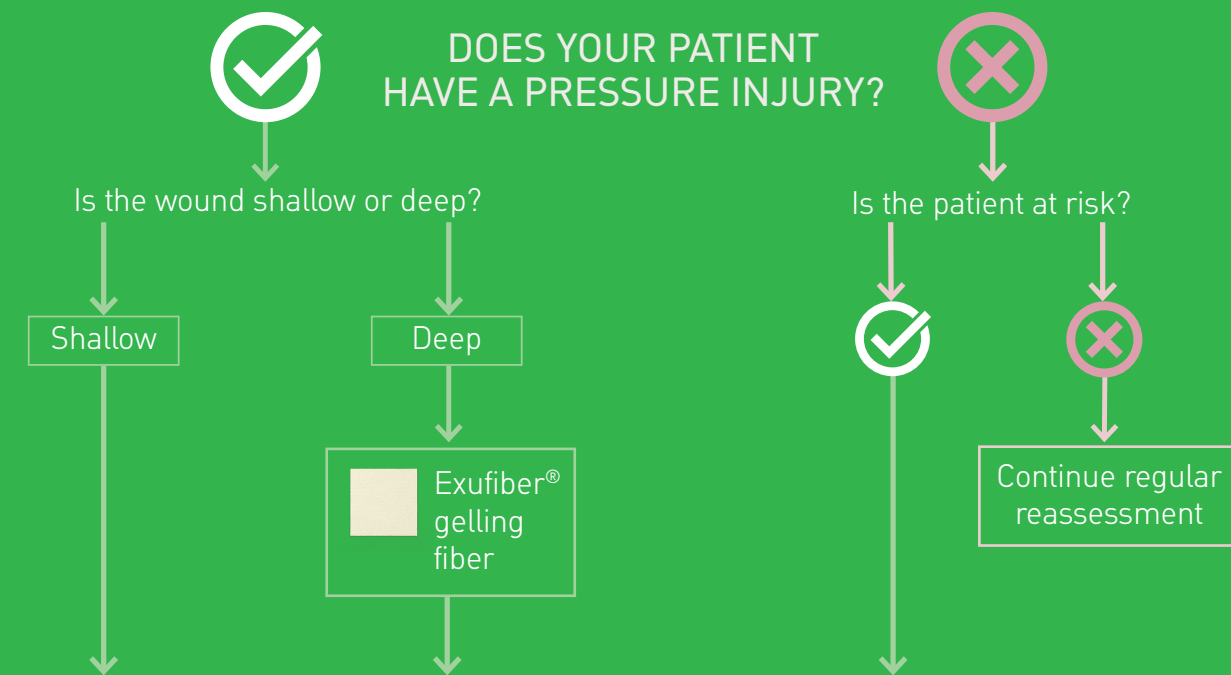 DOES YOUR PATIENT
HAVE A PRESSURE INJURY?
Is the wound shallow or deep?
Is the patient at risk?
Shallow
Deep
Exufiber®
gelling
fiber
Continue regular
reassessment